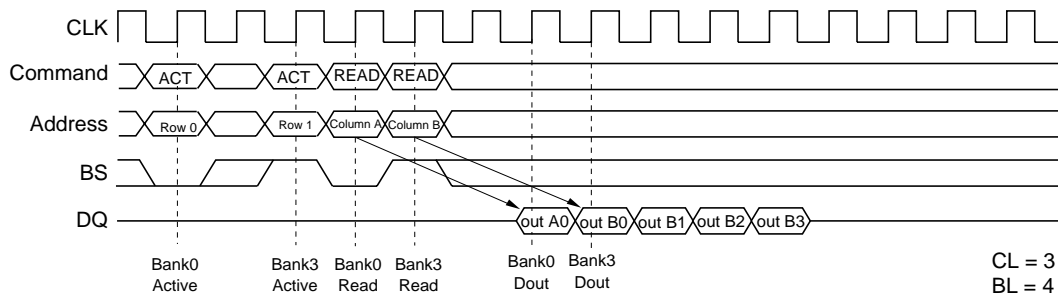 CLK
Command ACT ACT READ READ
Address Row 0 Row 1 Column A Column B
BS
DQ out A0 out B0 out B1 out B2 out B3
Bank0 Active
Bank3 Active
Bank0 Read
Bank3 Read
Bank0 Dout
Bank3 Dout
CL = 3
BL = 4